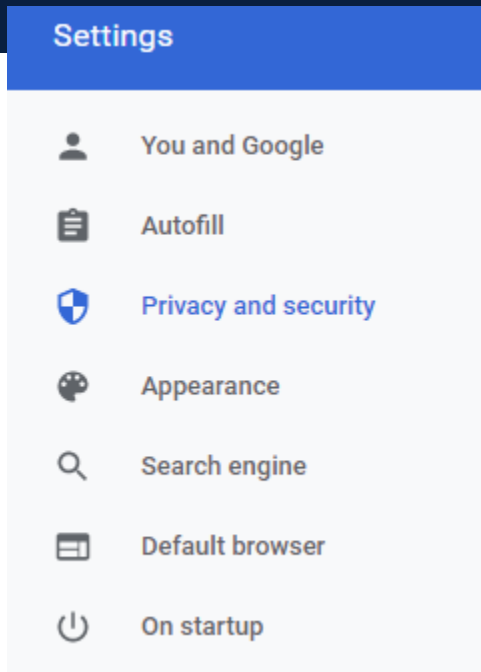 Settings
You and Google
Autofill
Privacy and security
Appearance
Search engine
Default browser
On startup